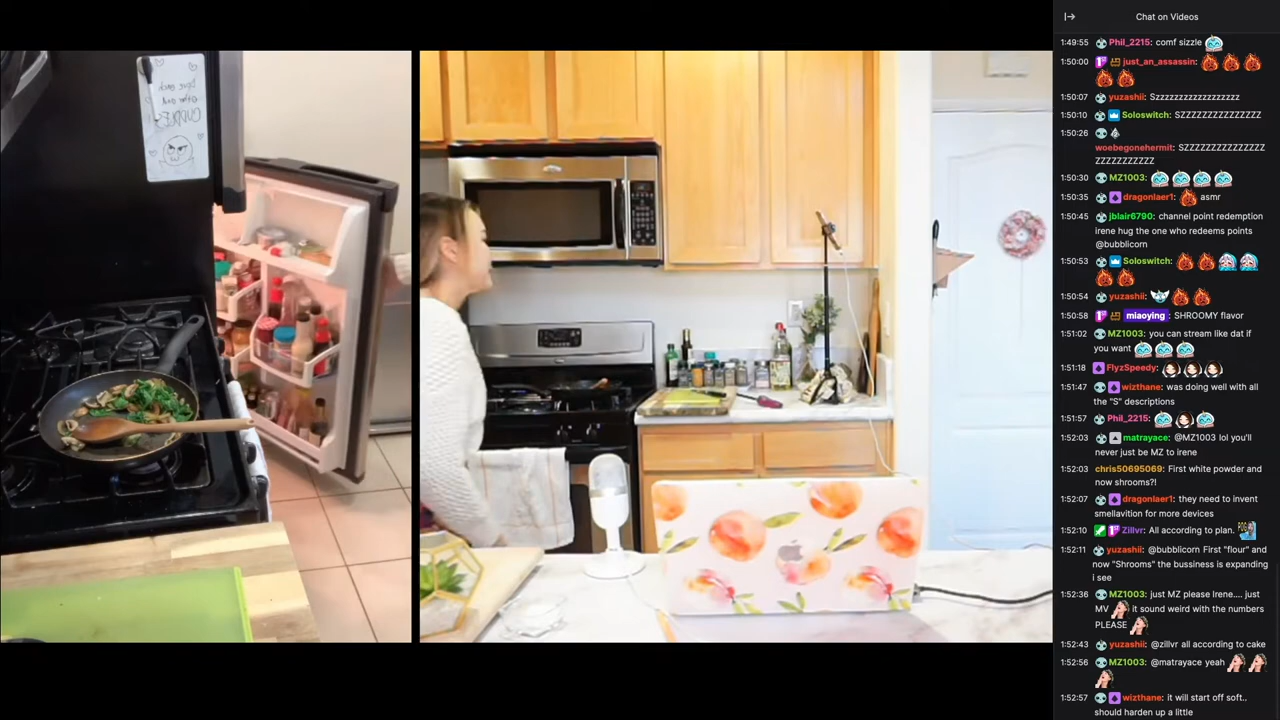 Love each
other and
CUDDLES
Chat on Videos
1:49:55 Phil_2215: comf sizzle
1:50:00 just_an_assassin:
1:50:07 yuzashii: Szzzzzzzzzzzzzzzzz
1:50:10 Soloswitch: SZZZZZZZZZZZZZZZ
1:50:26
woebegonehermit: SZZZZZZZZZZZZZZZ
ZZZZZZZZZZZ
1:50:30 MZ1003:
1:50:35 dragonlaer1: asmr
1:50:45 jblair6790: channel point redemption
irene hug the one who redeems points
@bubblicorn
1:50:53 Soloswitch:
1:50:54 yuzashii:
1:50:58 miaoying: SHROOMY flavor
1:51:02 MZ1003: you can stream like dat if
you want
1:51:18 FlyzSpeedy:
1:51:47 wizthane: was doing well with all
the "S" descriptions
1:51:57 Phil_2215:
1:52:03 matrayace: @MZ1003 lol you'll
never just be MZ to irene
1:52:03 chris50695069: First white powder and
now shrooms?!
1:52:07 dragonlaer1: they need to invent
smellavition for more devices
1:52:10 Zillvr: All according to plan.
1:52:11 yuzashii: @bubblicorn First "flour" and
now "Shrooms" the bussiness is expanding
i see
1:52:36 MZ1003: just MZ please Irene.... just
MV it sound weird with the numbers
PLEASE
1:52:43 yuzashii: @zillvr all according to cake
1:52:56 MZ1003: @matrayace yeah
1:52:57 wizthane: it will start off soft..
should harden up a little